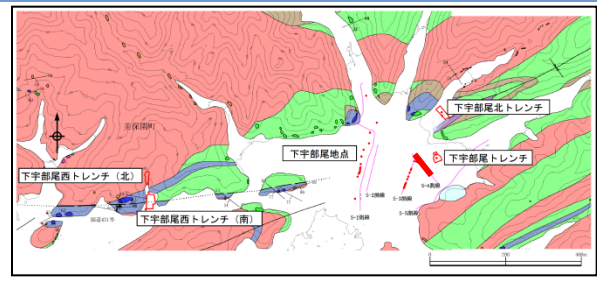 美保関町
下宇部尾北トレンチ
下宇部尾地点
下宇部尾トレンチ
下宇部尾西トレンチ（北）
S-2測線
S-4測線
S-3測線
S-5測線
下宇部尾西トレンチ（南）
S-1測線
国道431号
0 200 400m